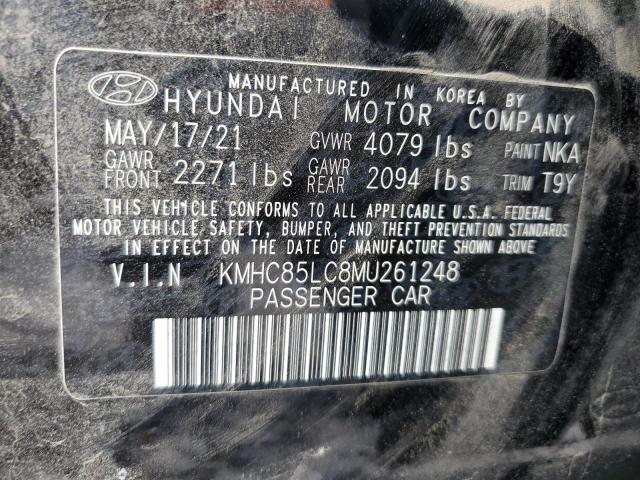 MANUFACTURED IN KOREA BY
HYUNDAI MOTOR COMPANY
MAY/17/21 GVWR 4079 lbs PAINT NKA
GAWR FRONT 2271 lbs GAWR REAR 2094 lbs TRIM T9Y
THIS VEHICLE CONFORMS TO ALL APPLICABLE U.S.A. FEDERAL
MOTOR VEHICLE SAFETY, BUMPER, AND THEFT PREVENTION STANDARDS
IN EFFECT ON THE DATE OF MANUFACTURE SHOWN ABOVE.
V.I.N KMHC85LC8MU261248
PASSENGER CAR